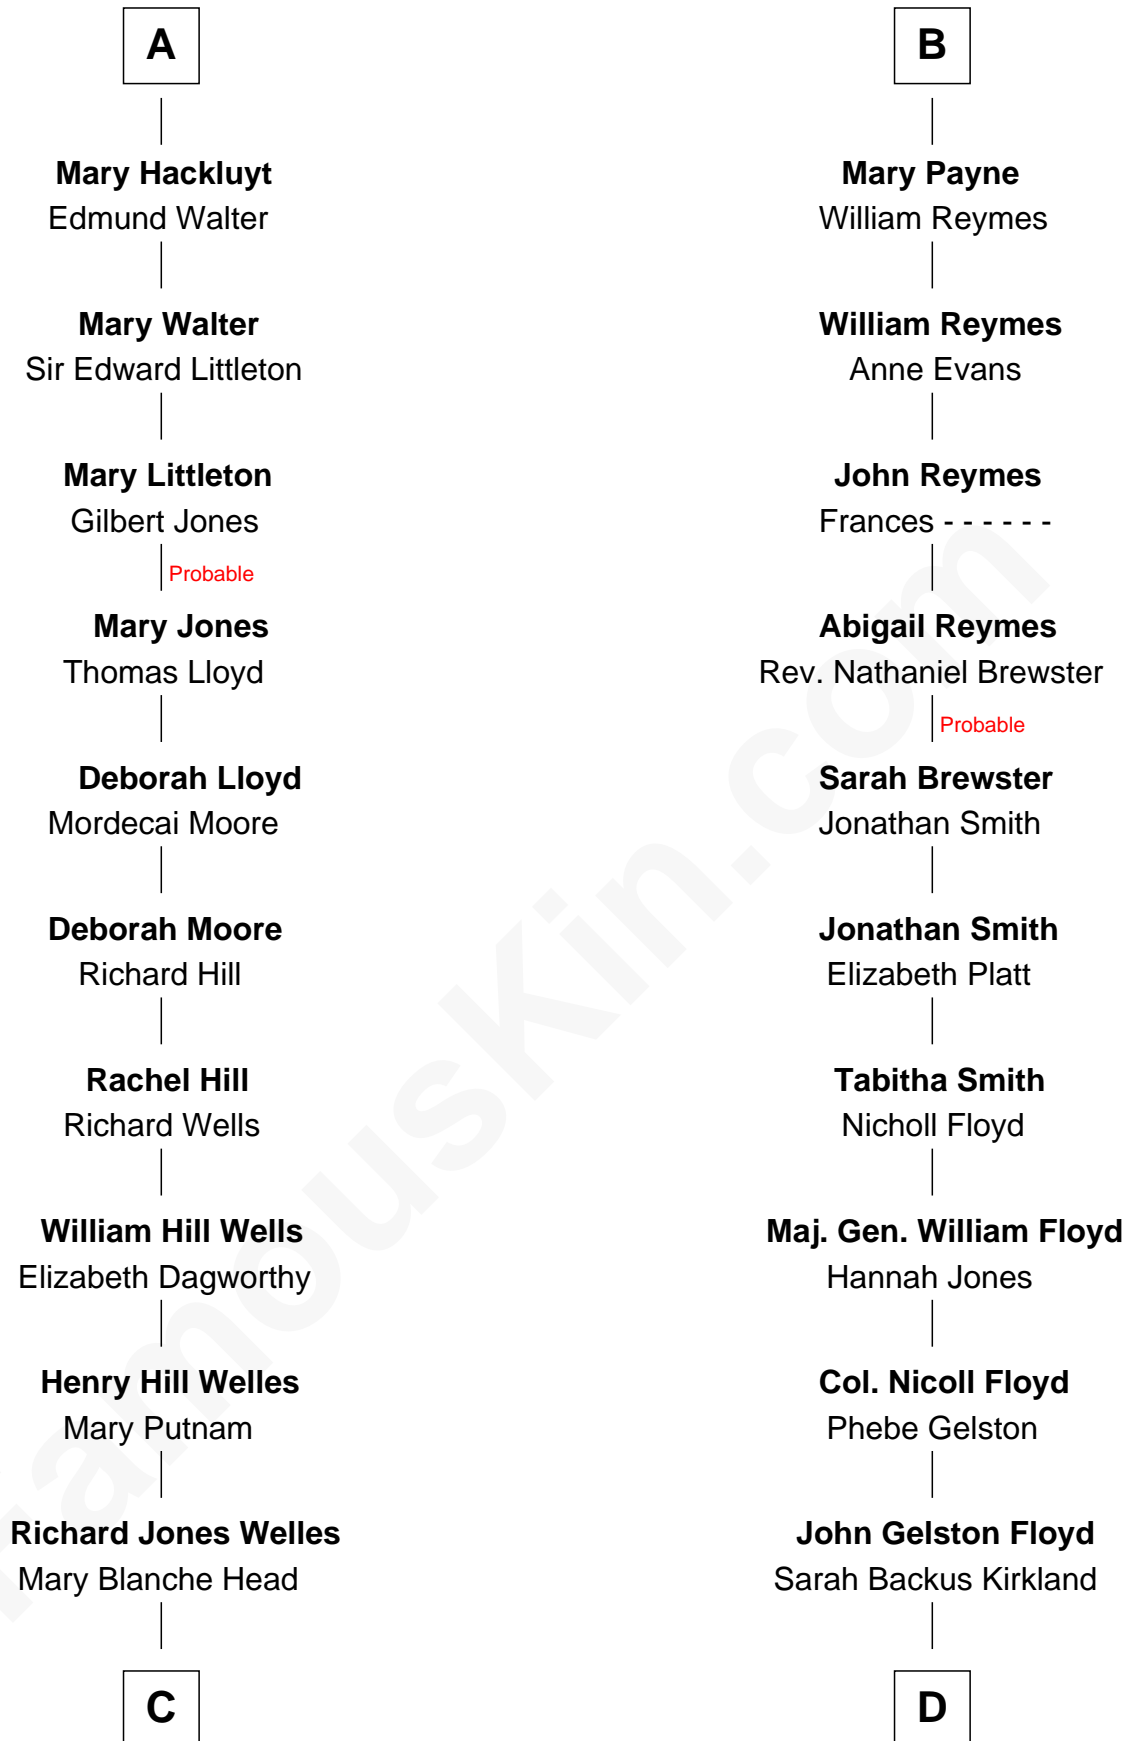 A
Mary Hackluyt
Edmund Walter
Mary Walter
Sir Edward Littleton
Mary Littleton
Gilbert Jones
Probable
Mary Jones
Thomas Lloyd
Deborah Lloyd
Mordecai Moore
Deborah Moore
Richard Hill
Rachel Hill
Richard Wells
William Hill Wells
Elizabeth Dagworthy
Henry Hill Welles
Mary Putnam
Richard Jones Welles
Mary Blanche Head
C
B
Mary Payne
William Reymes
William Reymes
Anne Evans
John Reymes
Frances - - - - - -
Abigail Reymes
Rev. Nathaniel Brewster
Probable
Sarah Brewster
Jonathan Smith
Jonathan Smith
Elizabeth Platt
Tabitha Smith
Nicholl Floyd
Maj. Gen. William Floyd
Hannah Jones
Col. Nicoll Floyd
Phebe Gelston
John Gelston Floyd
Sarah Backus Kirkland
D
FamousKin.com